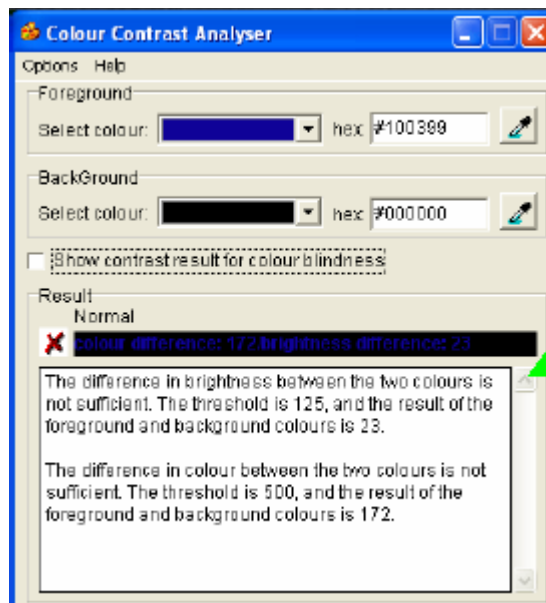 Colour Contrast Analyser
Options Help
Foreground
Select colour: hex: #100399
BackGround
Select colour: hex: #000000
Show contrast result for colour blindness
Result
Normal
colour difference: 172,brightness difference: 23
The difference in brightness between the two colours is
not sufficient. The threshold is 125, and the result of the
foreground and background colours is 23.
The difference in colour between the two colours is not
sufficient. The threshold is 500, and the result of the
foreground and background colours is 172.